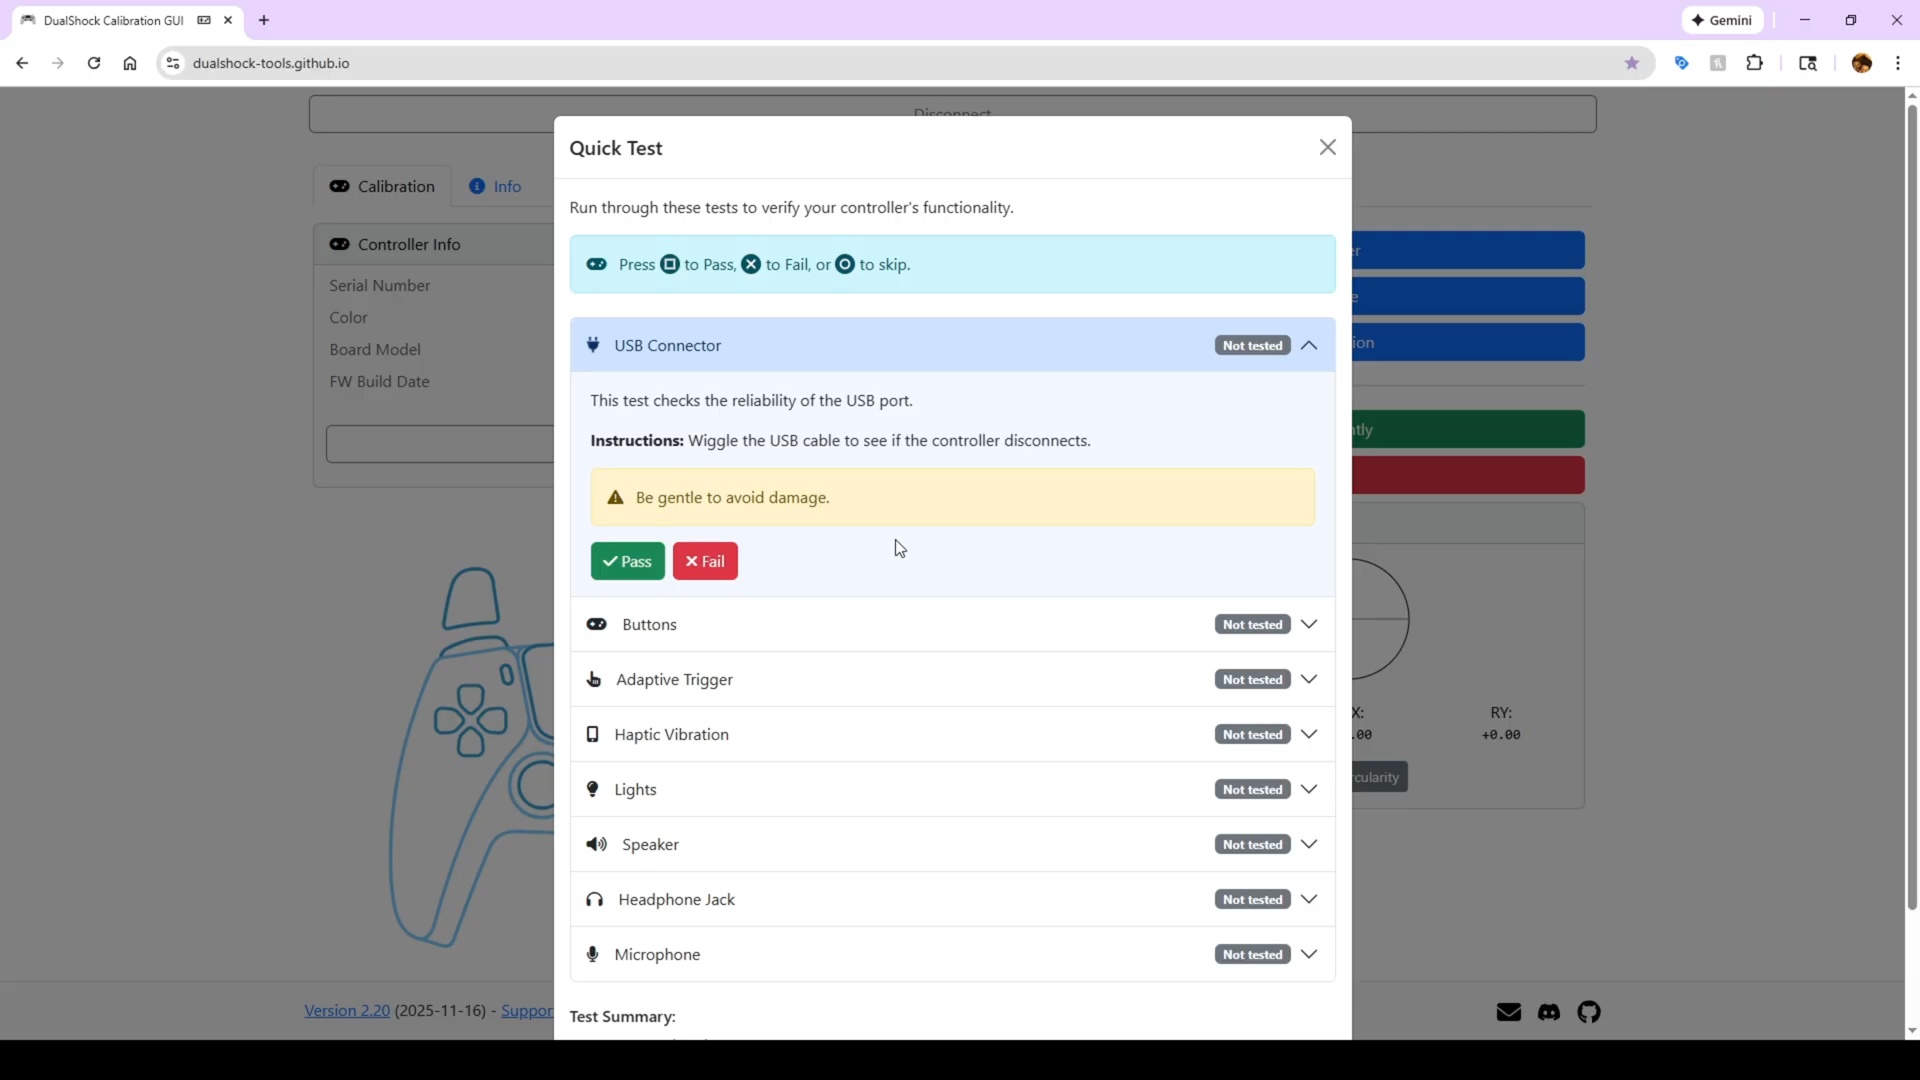 DualShock Calibration GUI
Gemini
dualshock-tools.github.io
Disconnect
Quick Test
Calibration
Info
Run through these tests to verify your controller's functionality.
Controller Info
Press to Pass, to Fail, or to skip.
Serial Number
Color
Board Model
FW Build Date
USB Connector
Not tested
This test checks the reliability of the USB port.
Instructions: Wiggle the USB cable to see if the controller disconnects.
Be gentle to avoid damage.
Pass
Fail
Buttons
Not tested
Adaptive Trigger
Not tested
Haptic Vibration
Not tested
RY:
+0.00
Lights
Not tested
Speaker
Not tested
Headphone Jack
Not tested
Microphone
Not tested
Version 2.20 (2025-11-16) - Suppor
Test Summary: